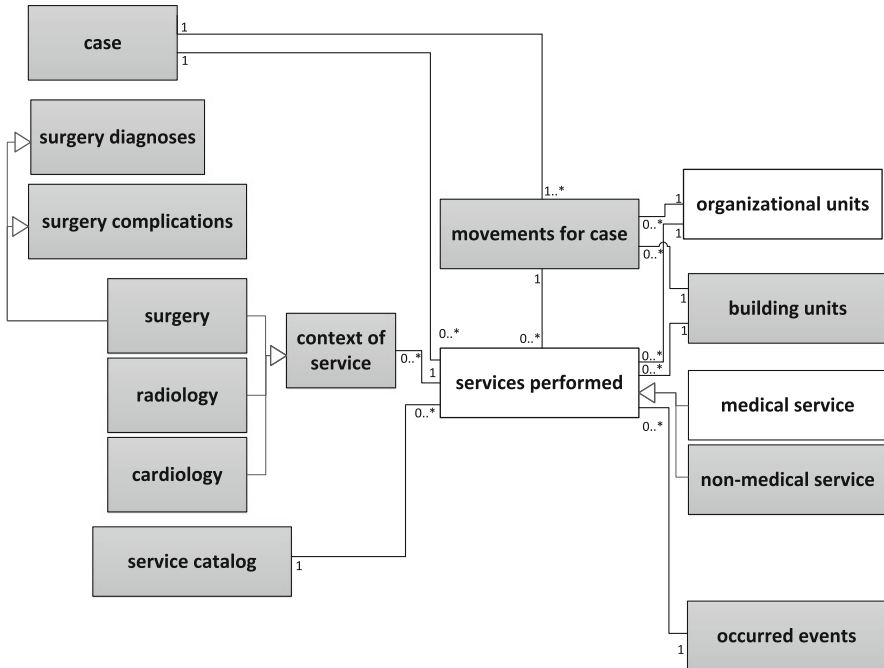 case
1
1
surgery diagnoses
surgery complications
1..*
movements for case
1
0..*
organizational units
1
0..*
building units
1
1
surgery
radiology
cardiology
context of
service
0..*
1
0..*
0..*
services performed
0..*
0..*
0..*
0..*
medical service
non-medical service
service catalog
1
occurred events
1